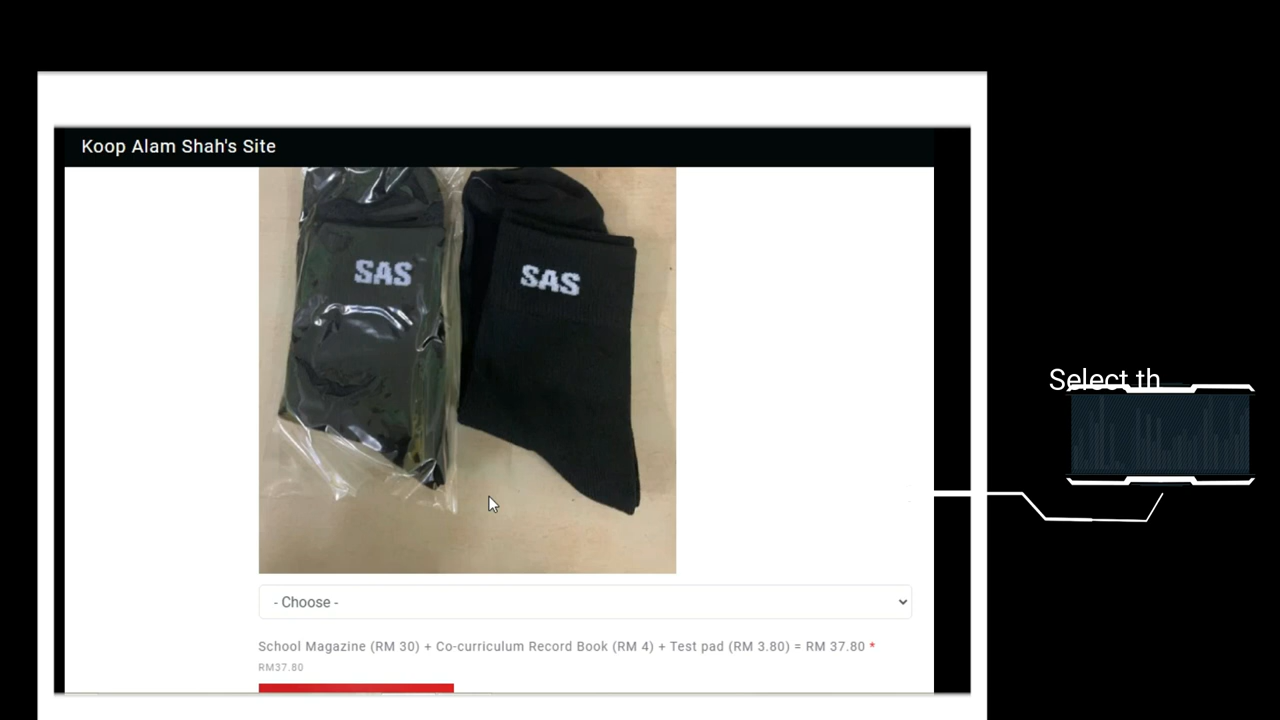 Koop Alam Shah's Site
SAS
SAS
Select th
- Choose -
School Magazine (RM 30) + Co-curriculum Record Book (RM 4) + Test pad (RM 3.80) = RM 37.80 *
RM37.80